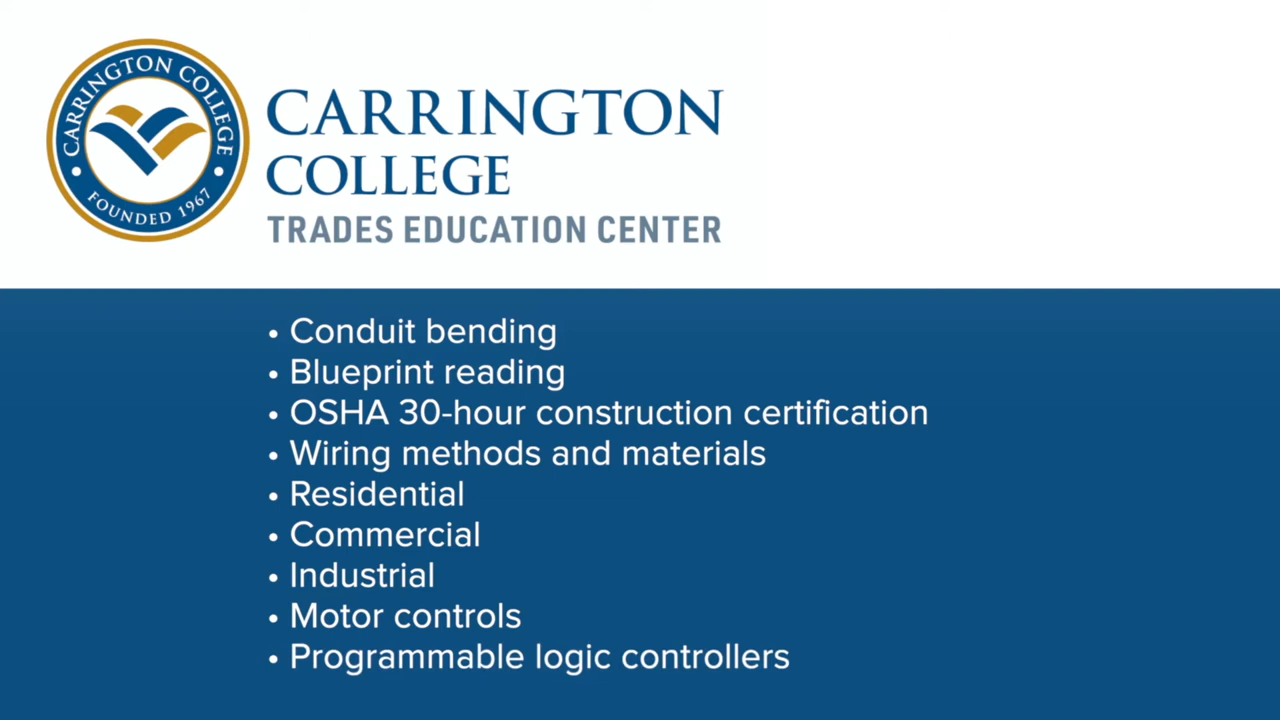 CARRINGTON COLLEGE
FOUNDED 1967
CARRINGTON
COLLEGE
TRADES EDUCATION CENTER
• Conduit bending
• Blueprint reading
• OSHA 30-hour construction certification
• Wiring methods and materials
• Residential
• Commercial
• Industrial
• Motor controls
• Programmable logic controllers